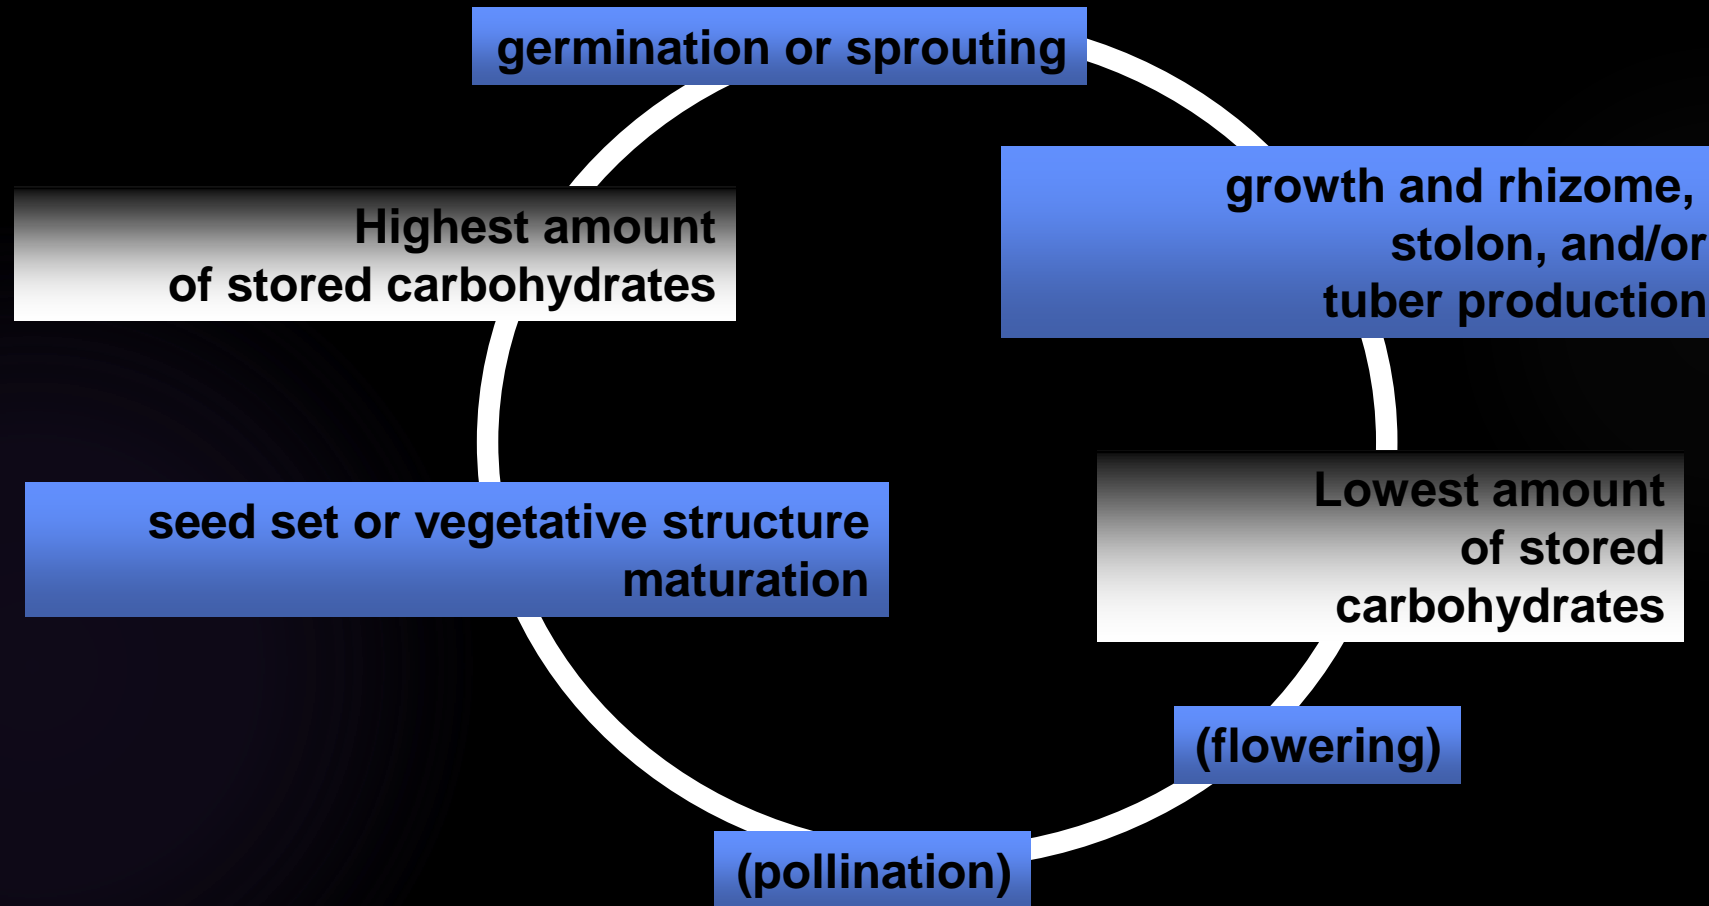 germination or sprouting
growth and rhizome,
stolon, and/or
tuber production
Highest amount
of stored carbohydrates
Lowest amount
of stored
carbohydrates
seed set or vegetative structure
maturation
(flowering)
(pollination)